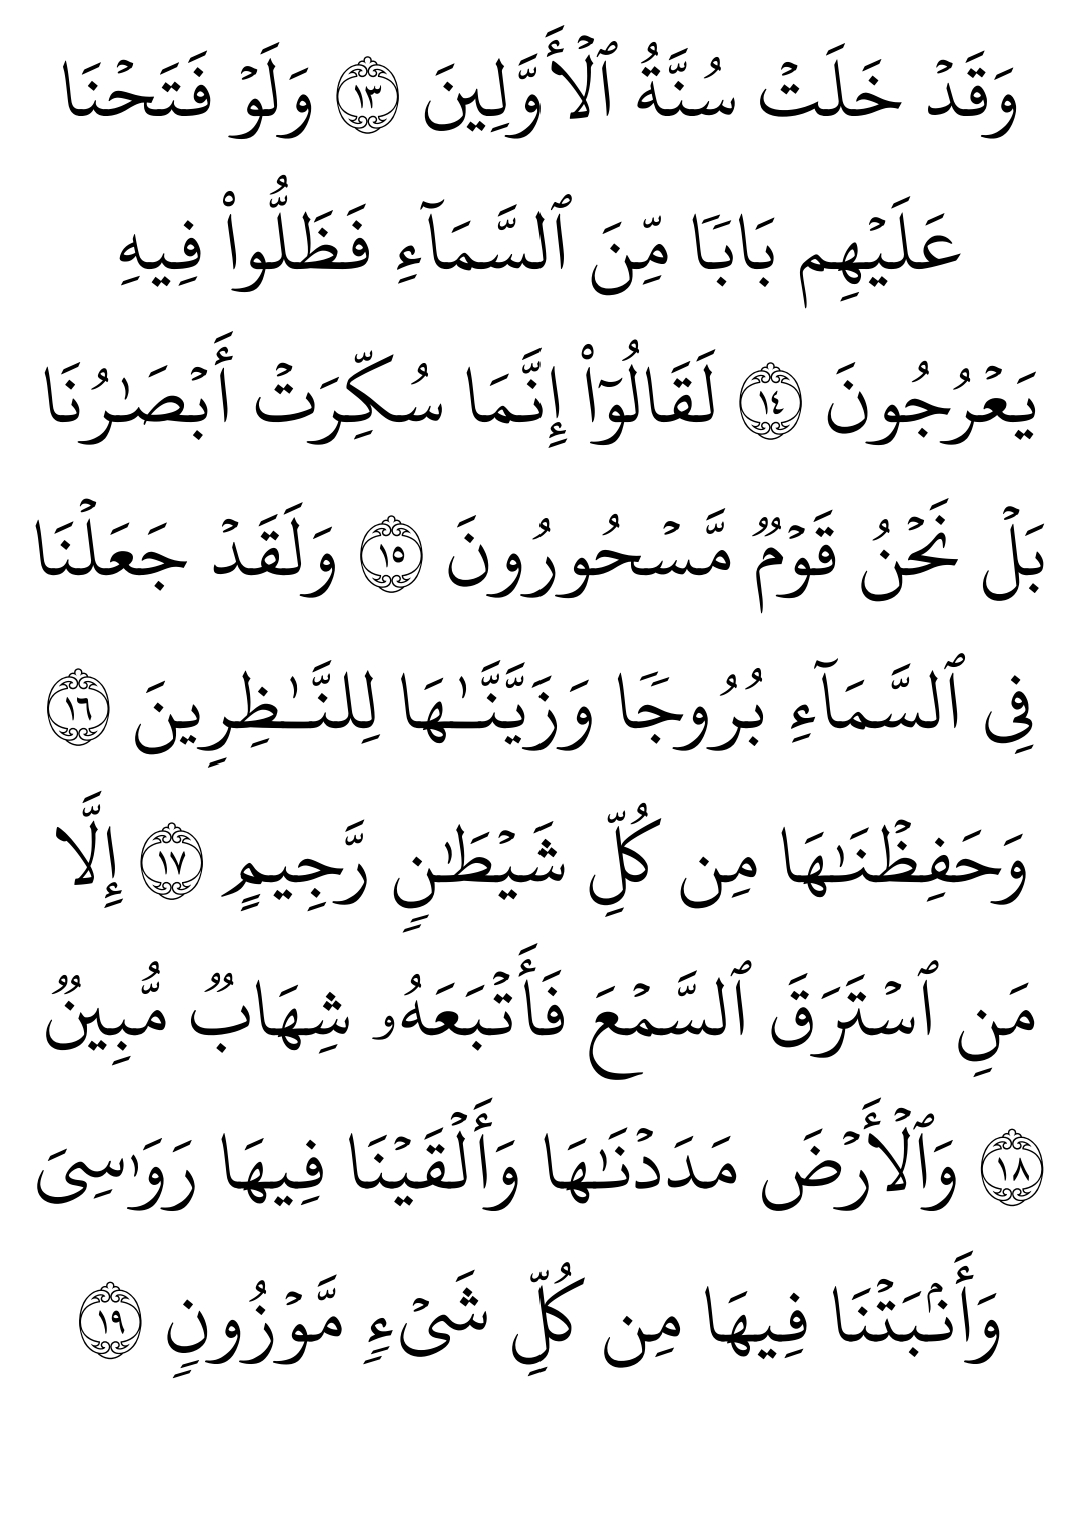 وَقَدۡ خَلَتۡ سُنَّةُ ٱلۡأَوَّلِينَ ١٣ وَلَوۡ فَتَحۡنَا
عَلَيۡهِم بَابٗا مِّنَ ٱلسَّمَآءِ فَظَلُّواْ فِيهِ
يَعۡرُجُونَ ١٤ لَقَالُوٓاْ إِنَّمَا سُكِّرَتۡ أَبۡصَٰرُنَا
بَلۡ نَحۡنُ قَوۡمٞ مَّسۡحُورُونَ ١٥ وَلَقَدۡ جَعَلۡنَا
فِي ٱلسَّمَآءِ بُرُوجٗا وَزَيَّنَّٰهَا لِلنَّٰظِرِينَ ١٦
وَحَفِظۡنَٰهَا مِن كُلِّ شَيۡطَٰنٖ رَّجِيمٍ ١٧ إِلَّا
مَنِ ٱسۡتَرَقَ ٱلسَّمۡعَ فَأَتۡبَعَهُۥ شِهَابٞ مُّبِينٞ
١٨ وَٱلۡأَرۡضَ مَدَدۡنَٰهَا وَأَلۡقَيۡنَا فِيهَا رَوَٰسِيَ
وَأَنۢبَتۡنَا فِيهَا مِن كُلِّ شَيۡءٖ مَّوۡزُونٖ ١٩